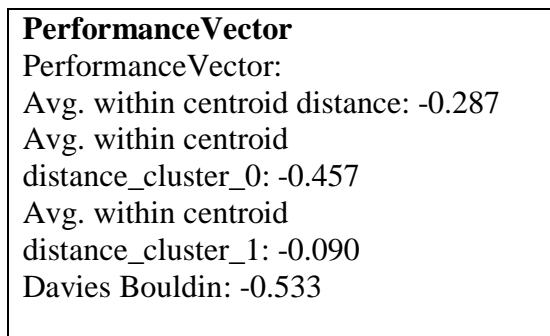 PerformanceVector
PerformanceVector:
Avg. within centroid distance: -0.287
Avg. within centroid
distance_cluster_0: -0.457
Avg. within centroid
distance_cluster_1: -0.090
Davies Bouldin: -0.533